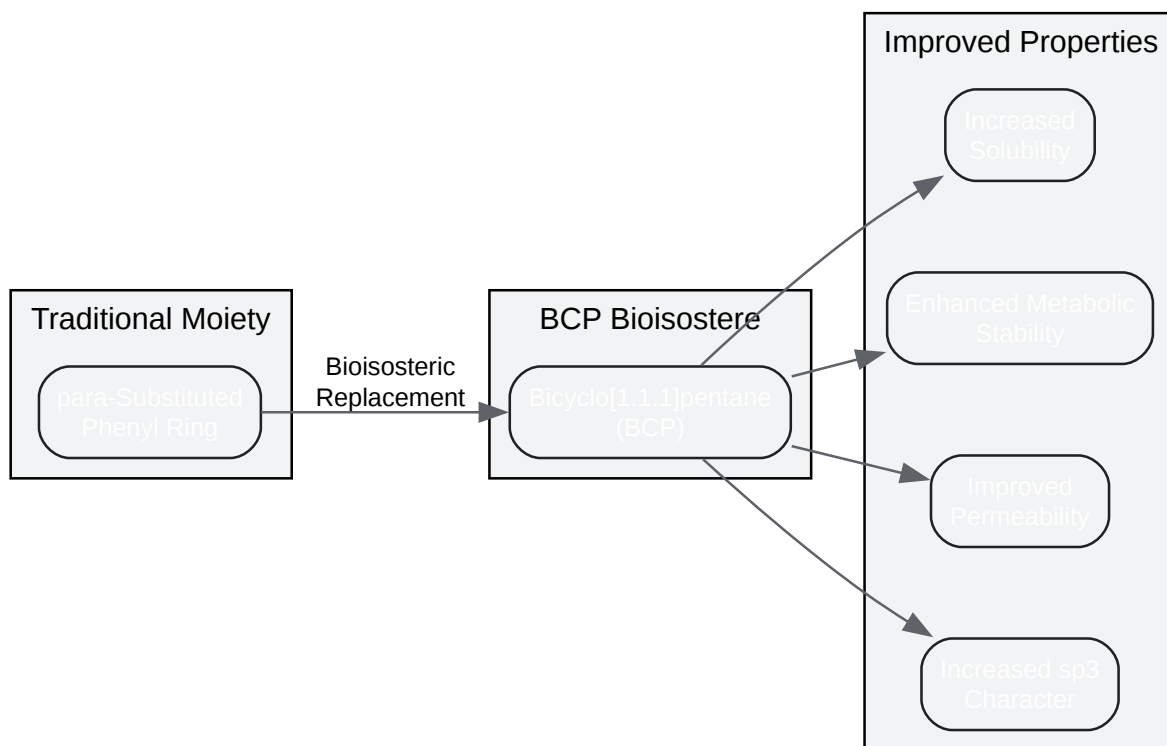 Traditional Moiety
para-Substituted
Phenyl Ring
Bioisosteric
Replacement
BCP Bioisostere
Bicyclo[1.1.1]pentane
(BCP)
Improved Properties
Increased
Solubility
Enhanced Metabolic
Stability
Improved
Permeability
Increased sp3
Character